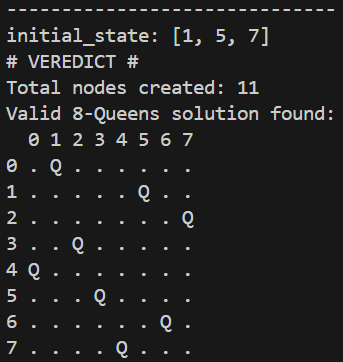 ------------------------------
initial_state: [1, 5, 7]
# VEREDICT #
Total nodes created: 11
Valid 8-Queens solution found:
  0 1 2 3 4 5 6 7
0 . Q . . . . . .
1 . . . . . Q . .
2 . . . . . . . Q
3 . . Q . . . . .
4 Q . . . . . . .
5 . . . Q . . . .
6 . . . . . . Q .
7 . . . . Q . . .